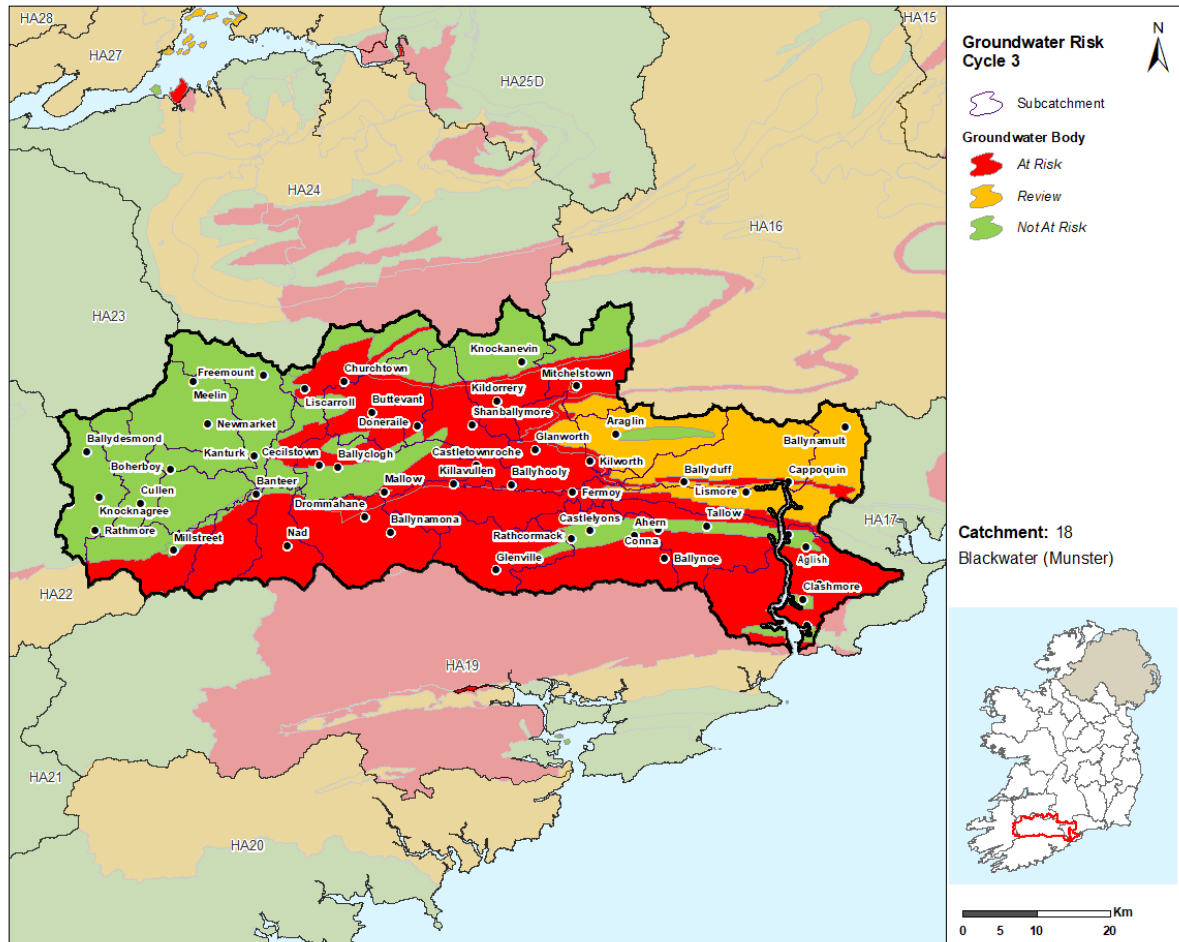 HA28
HA27
HA15
HA25D
HA24
HA16
HA23
Knockanevin
Freemount
Churchtown
Mitchelstown
Meelin
Liscarroll
Buttevant
Kildorrery
Newmarket
Doneraile
Shanballymore
Araglin
Ballydesmond
Glanworth
Ballynamult
Kanturk
Cecilstown
Ballyclogh
Castletownroche
Boherboy
Kilworth
Cullen
Banteer
Mallow
Killavullen
Ballyhooly
Ballyduff
Cappoquin
Knocknagree
Drommahane
Fermoy
Lismore
Rathmore
Ballynamona
Castlelyons
Ahern
Tallow
HA17
Millstreet
Nad
Rathcormack
Conna
Aglish
Glenville
Ballynoe
Clashmore
HA22
HA19
HA21
HA20
Groundwater Risk
Cycle 3
N
Subcatchment
Groundwater Body
At Risk
Review
Not At Risk
Catchment: 18
Blackwater (Munster)
Km
0 5 10 20